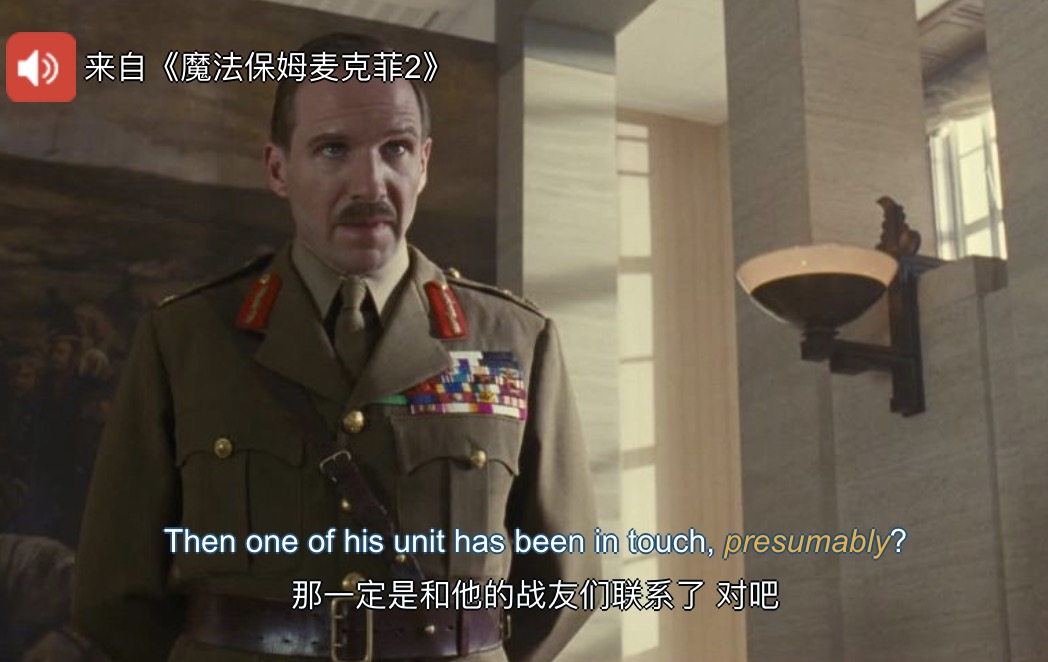 来自《魔法保姆麦克菲2》
Then one of his unit has been in touch, presumably?
那一定是和他的战友们联系了 对吧